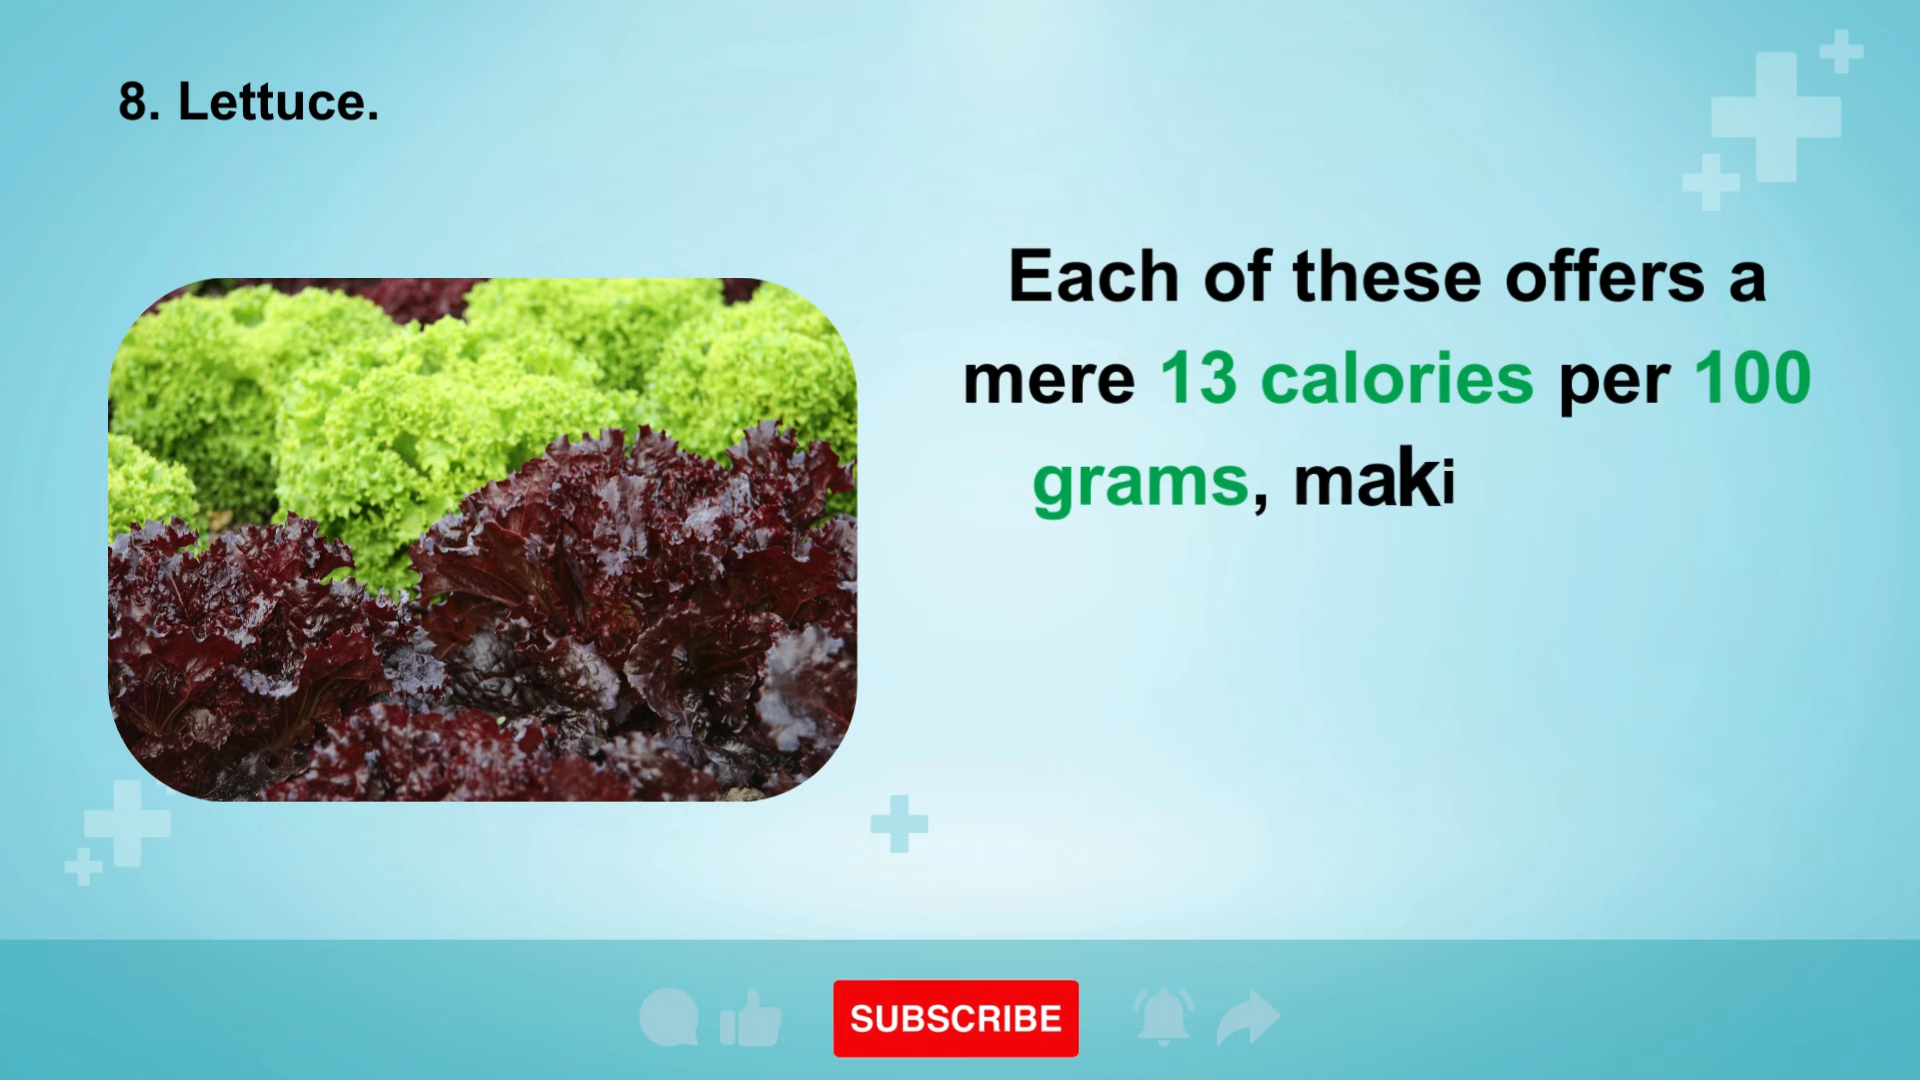 8. Lettuce.
Each of these offers a
mere 13 calories per 100
grams, maki
SUBSCRIBE